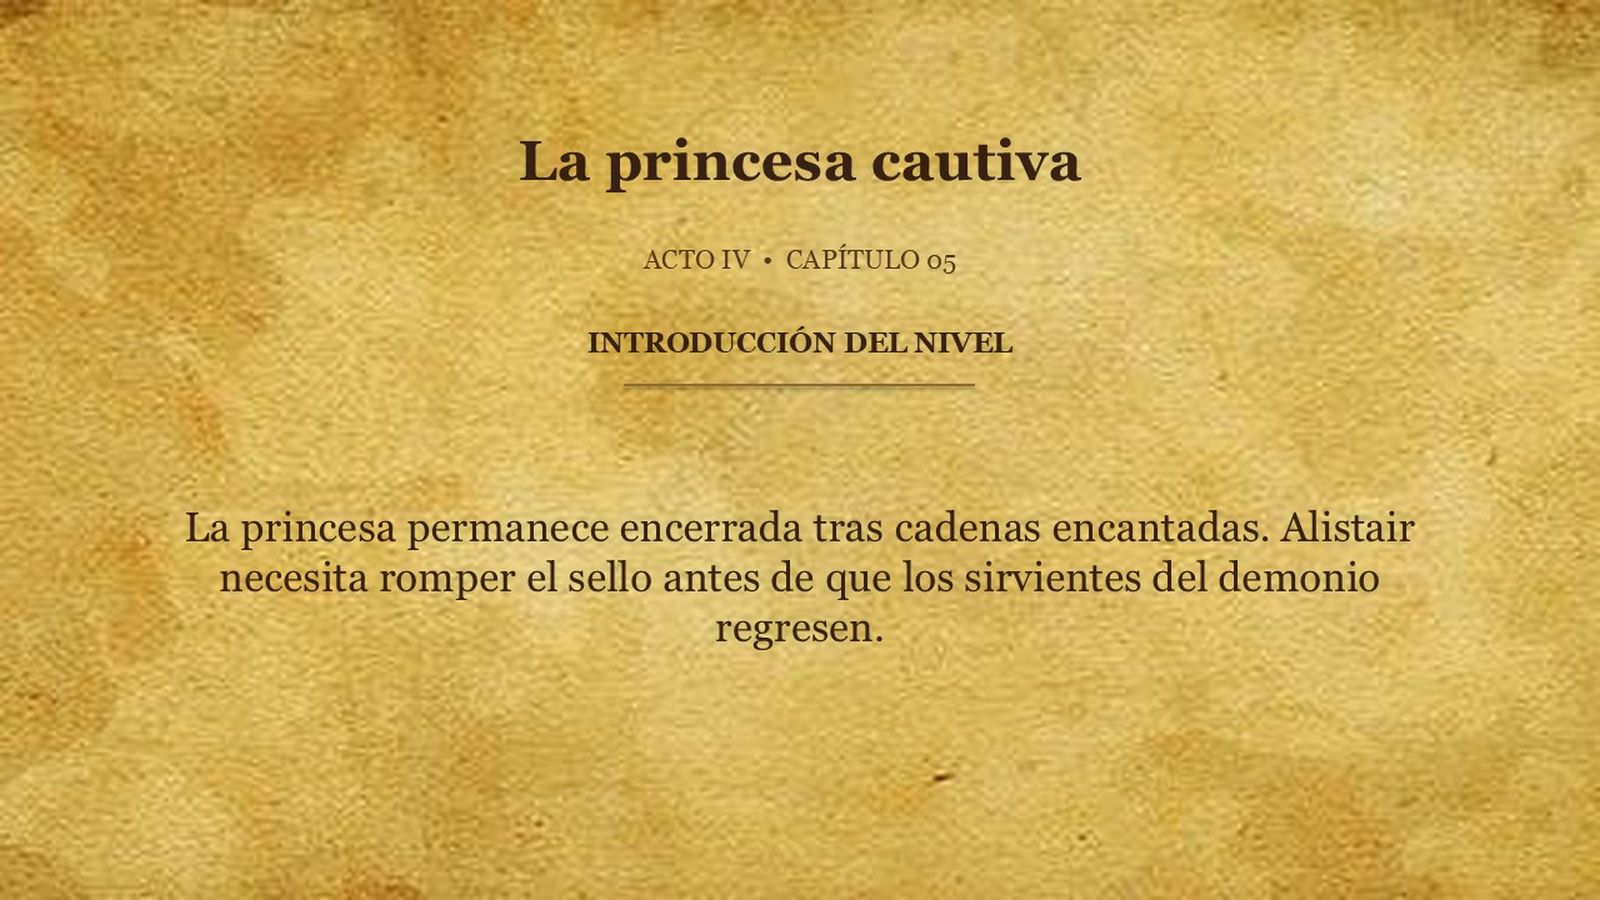 La princesa cautiva
ACTO IV • CAPÍTULO 05
INTRODUCCIÓN DEL NIVEL
La princesa permanece encerrada tras cadenas encantadas. Alistair
necesita romper el sello antes de que los sirvientes del demonio
regresen.